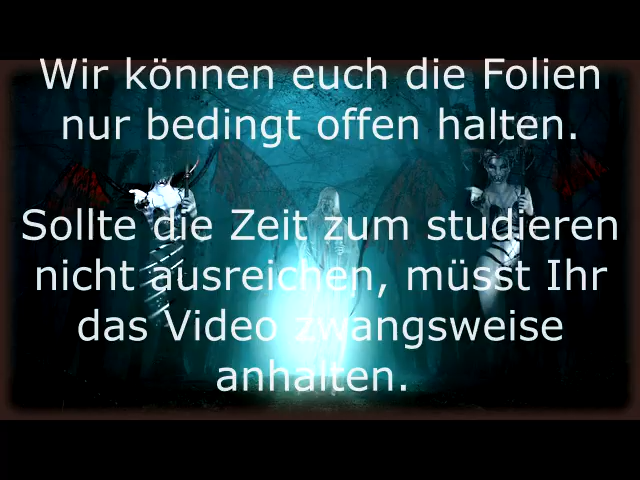 Wir können euch die Folien
nur bedingt offen halten.
Sollte die Zeit zum studieren
nicht ausreichen, müsst Ihr
das Video zwangsweise
anhalten.